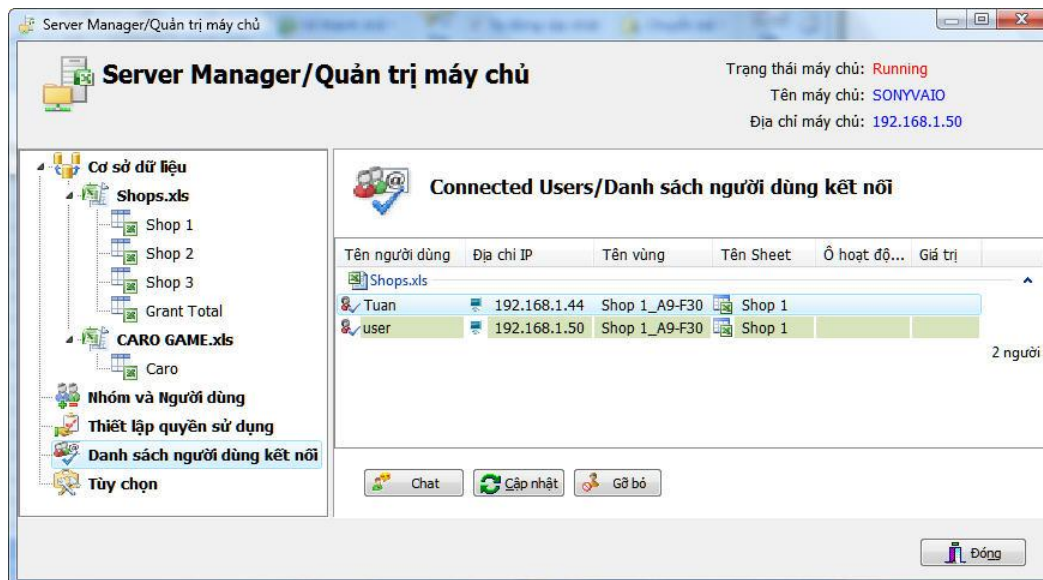 Server Manager/Quản trị máy chủ
Server Manager/Quản trị máy chủ
Trạng thái máy chủ: Running
Tên máy chủ: SONYVAIO
Địa chỉ máy chủ: 192.168.1.50
Cơ sở dữ liệu
Shops.xls
Shop 1
Shop 2
Shop 3
Grant Total
CARO GAME.xls
Caro
Nhóm và Người dùng
Thiết lập quyền sử dụng
Danh sách người dùng kết nối
Tùy chọn
Connected Users/Danh sách người dùng kết nối
Tên người dùng Địa chỉ IP Tên vùng Tên Sheet Ô hoạt độ... Giá trị
Shops.xls
Tuan 192.168.1.44 Shop 1_A9-F30 Shop 1
user 192.168.1.50 Shop 1_A9-F30 Shop 1
2 người
Chat Cập nhật Gỡ bỏ
Đóng